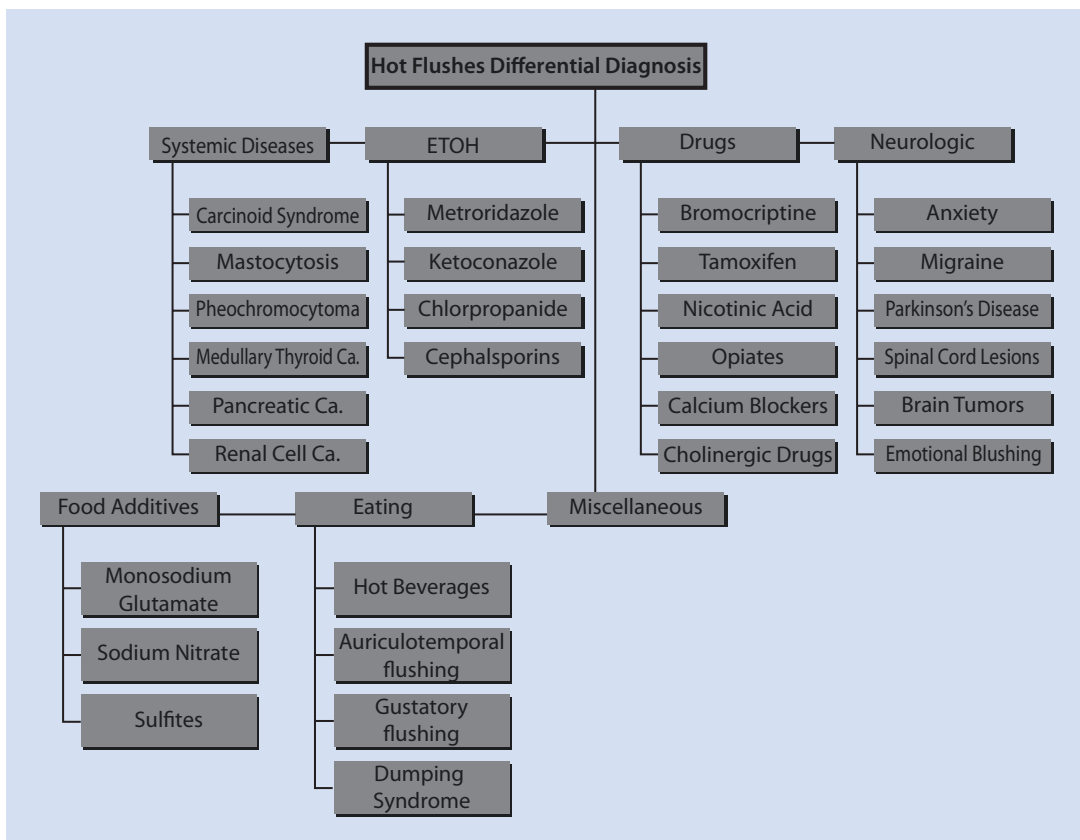 Hot Flushes Differential Diagnosis
Systemic Diseases
Carcinoid Syndrome
Mastocytosis
Pheochromocytoma
Medullary Thyroid Ca.
Pancreatic Ca.
Renal Cell Ca.
ETOH
Metroridazole
Ketoconazole
Chlorpropanide
Cephalsporins
Drugs
Bromocriptine
Tamoxifen
Nicotinic Acid
Opiates
Calcium Blockers
Cholinergic Drugs
Neurologic
Anxiety
Migraine
Parkinson's Disease
Spinal Cord Lesions
Brain Tumors
Emotional Blushing
Food Additives
Monosodium
Glutamate
Sodium Nitrate
Sulfites
Eating
Hot Beverages
Auriculotemporal
flushing
Gustatory
flushing
Dumping
Syndrome
Miscellaneous